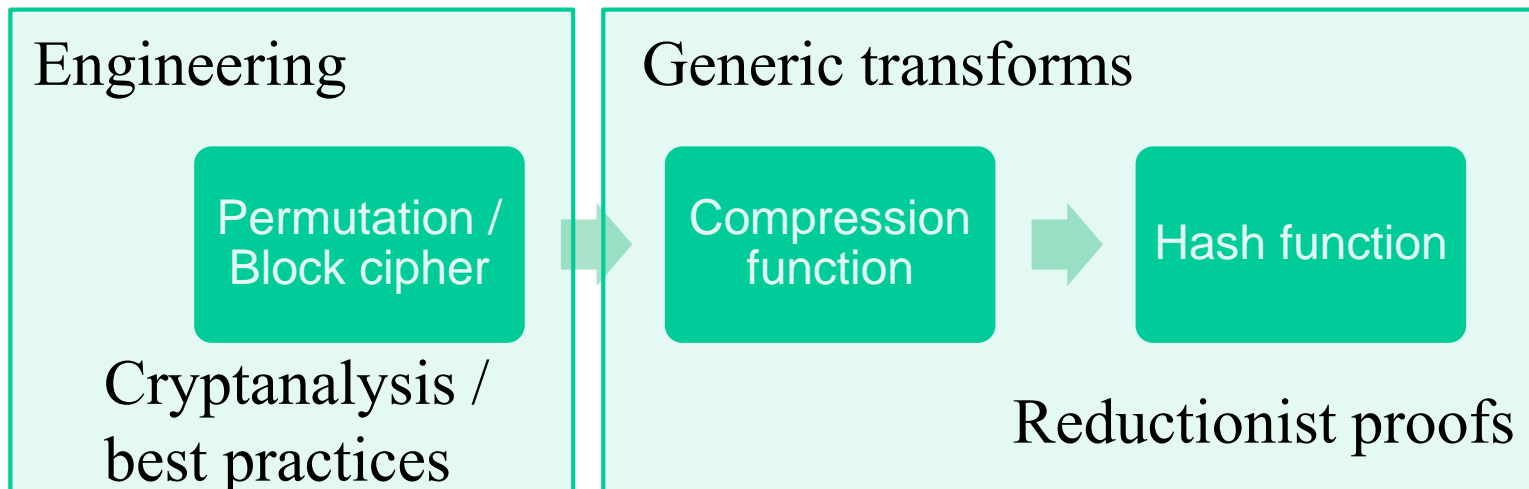 Engineering
Permutation /
Block cipher
Cryptanalysis /
best practices
Generic transforms
Compression
function
Hash function
Reductionist proofs